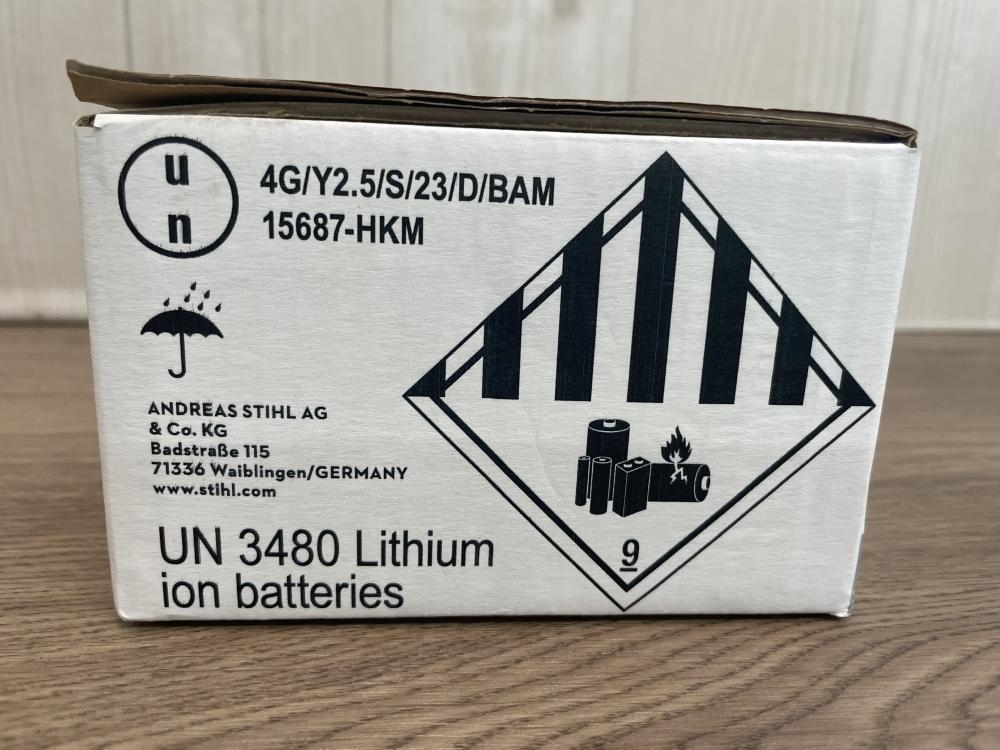 u
n
4G/Y2.5/S/23/D/BAM
15687-HKM
ANDREAS STIHL AG
& Co. KG
Badstraße 115
71336 Waiblingen/GERMANY
www.stihl.com
UN 3480 Lithium
ion batteries
9